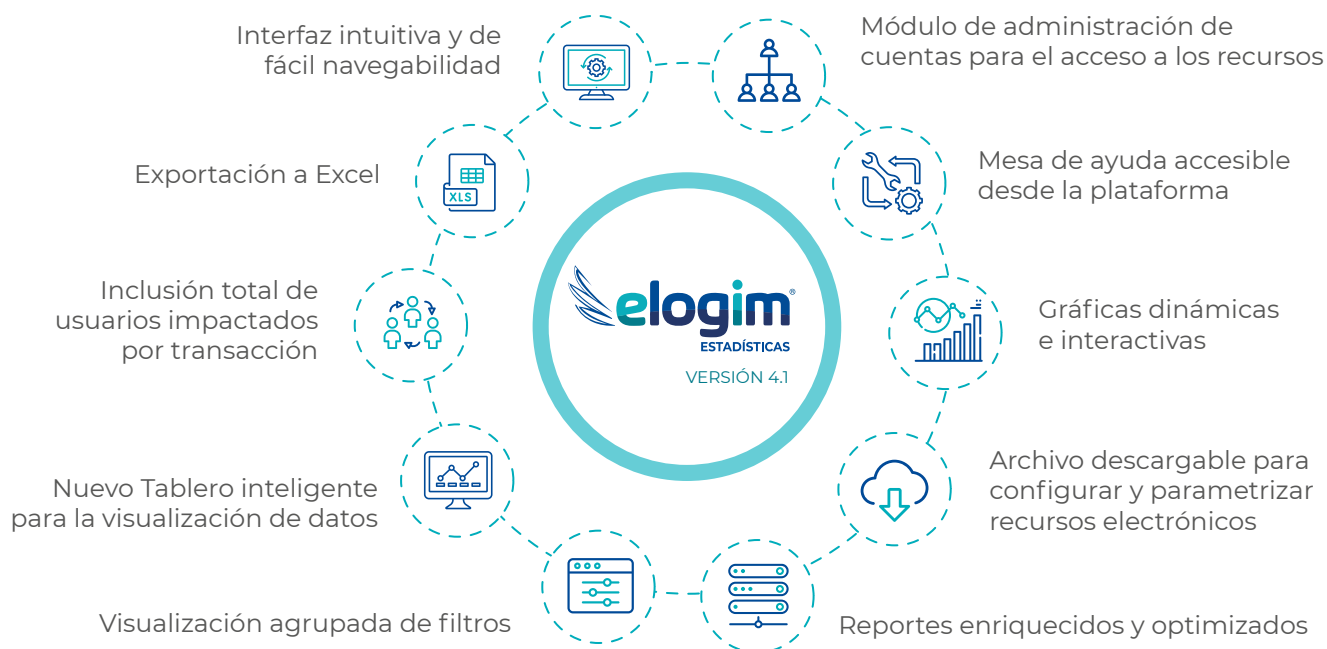 Interfaz intuitiva y de
fácil navegabilidad
Módulo de administración de
cuentas para el acceso a los recursos
Exportación a Excel
XLS
Mesa de ayuda accesible
desde la plataforma
Inclusión total de
usuarios impactados
por transacción
elogim®
ESTADÍSTICAS
VERSIÓN 4.1
Gráficas dinámicas
e interactivas
Nuevo Tablero inteligente
para la visualización de datos
Archivo descargable para
configurar y parametrizar
recursos electrónicos
Visualización agrupada de filtros
Reportes enriquecidos y optimizados